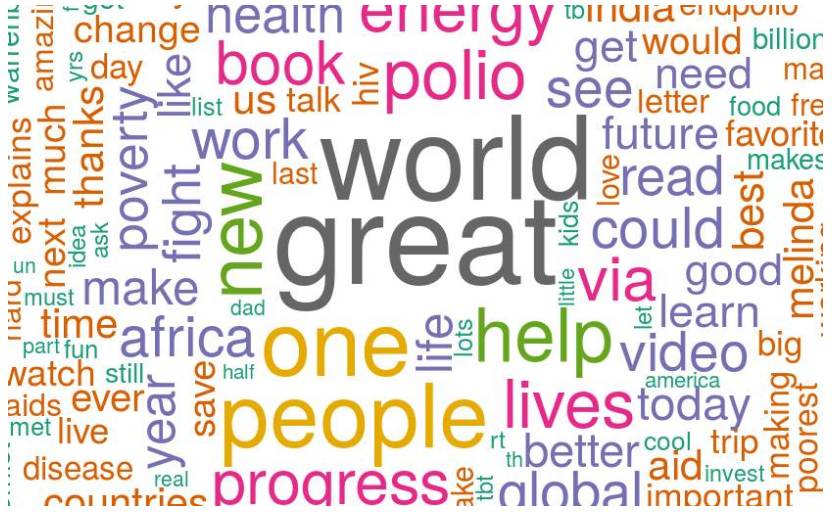 health
energy
tb
india
endpolio
change
book
polio
get
would
billion
amazi
yrs
day
like
list
us
talk
hiv
see
need
letter
food
fre
ma
explains
much
thanks
poverty
work
world
future
favorite
makes
last
love
read
fight
new
great
kids
could
best
melinda
next
idea
ask
un
must
make
dad
little
via
good
let
learn
time
part
fun
africa
one
life
lots
help
video
big
watch
still
half
america
aids
ever
year
save
people
lives
today
making
poorest
met
live
rt
th
better
cool
trip
disease
real
progress
tbt
global
aid
invest
countries
important